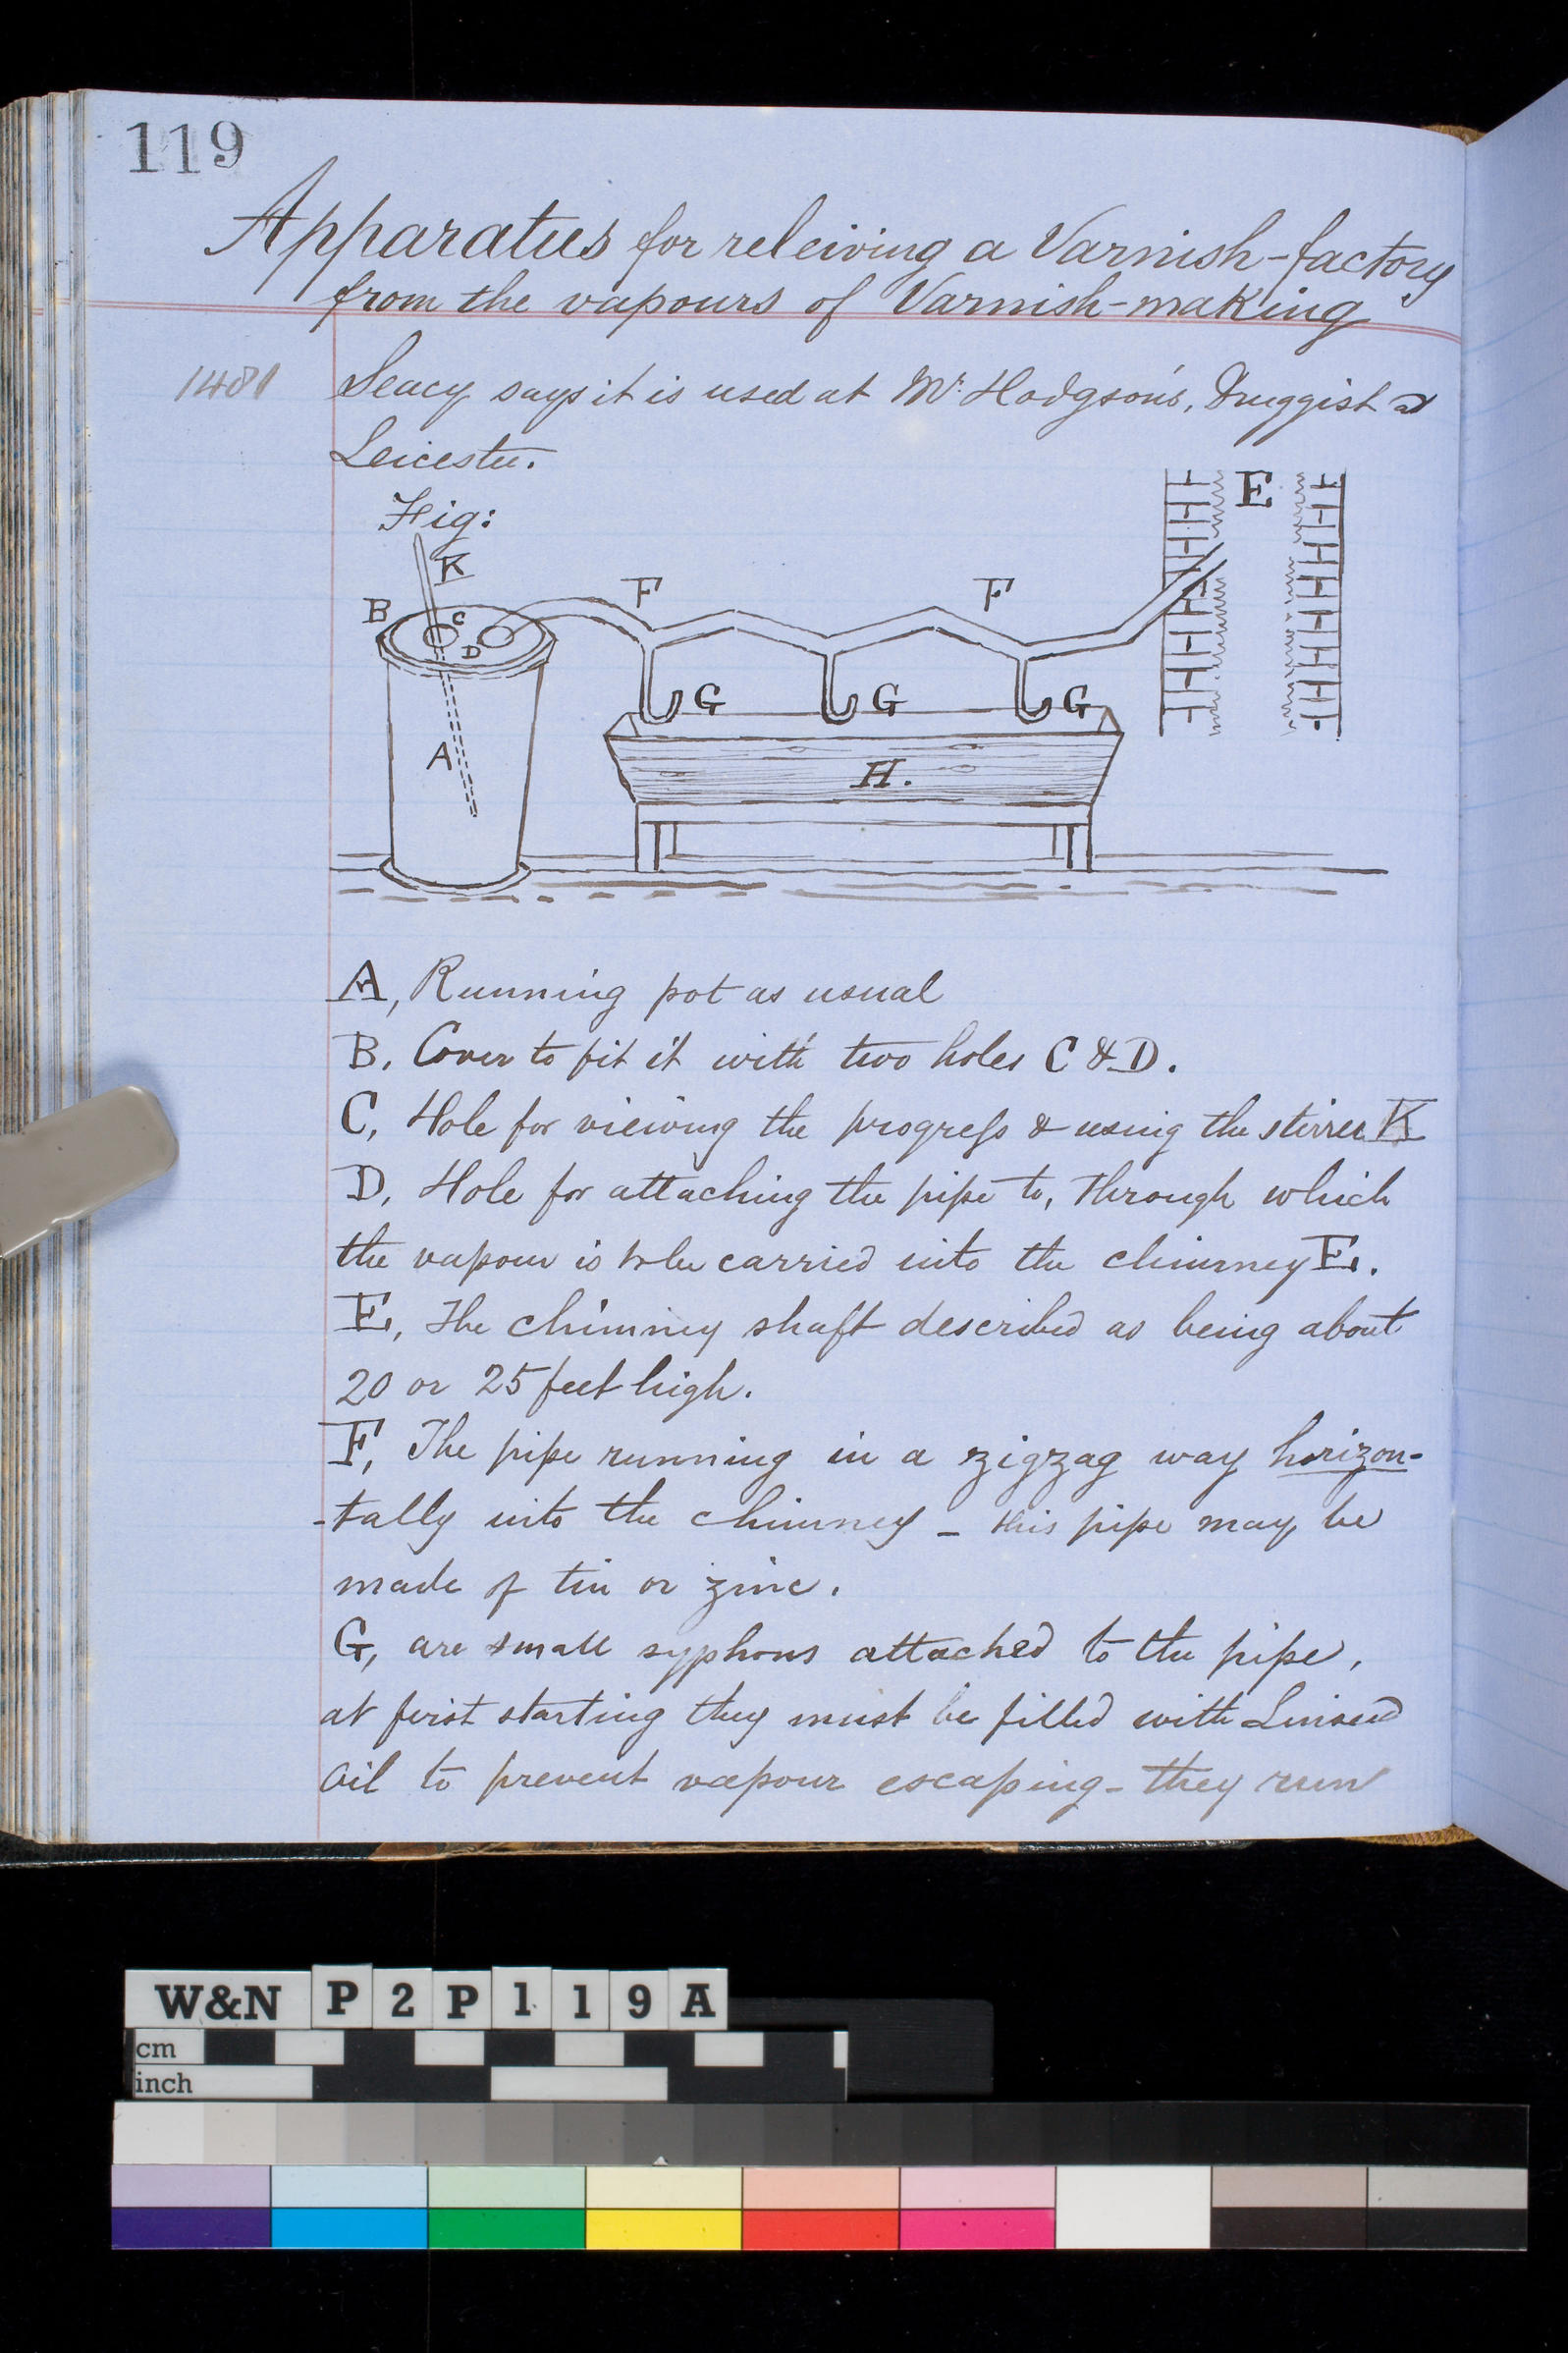 119
Apparatus for releiving a Varnish-factory
from the vapours of Varnish-making
1481
Seacy says it is used at Mr. Hodgson's, Druggist at
Leicester.
Fig:
E
K
F F
B
C
D
G G G
A
H.
A, Running pot as usual
B. Cover to fit it with two holes C & D.
C, Hole for viewing the progress & using the stirrer K
D, Hole for attaching the pipe to, through which
the vapour is to be carried into the chimney E.
E, The chimney shaft described as being about
20 or 25 feet high.
F, The pipe running in a zigzag way horizon-
-tally into the chimney - this pipe may be
made of tin or zinc.
G, are small syphons attached to the pipe,
at first starting they must be filled with Linseed
Oil to prevent vapour escaping - they run
W&N P2P119A
cm
inch